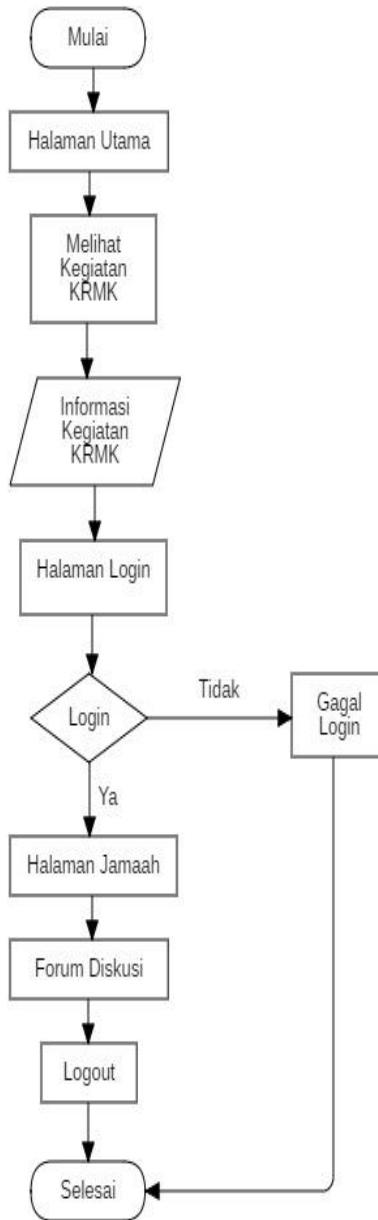 Mulai
Halaman Utama
Melihat
Kegiatan
KRMK
Informasi
Kegiatan
KRMK
Halaman Login
Login
Tidak
Gagal
Login
Ya
Halaman Jamaah
Forum Diskusi
Logout
Selesai